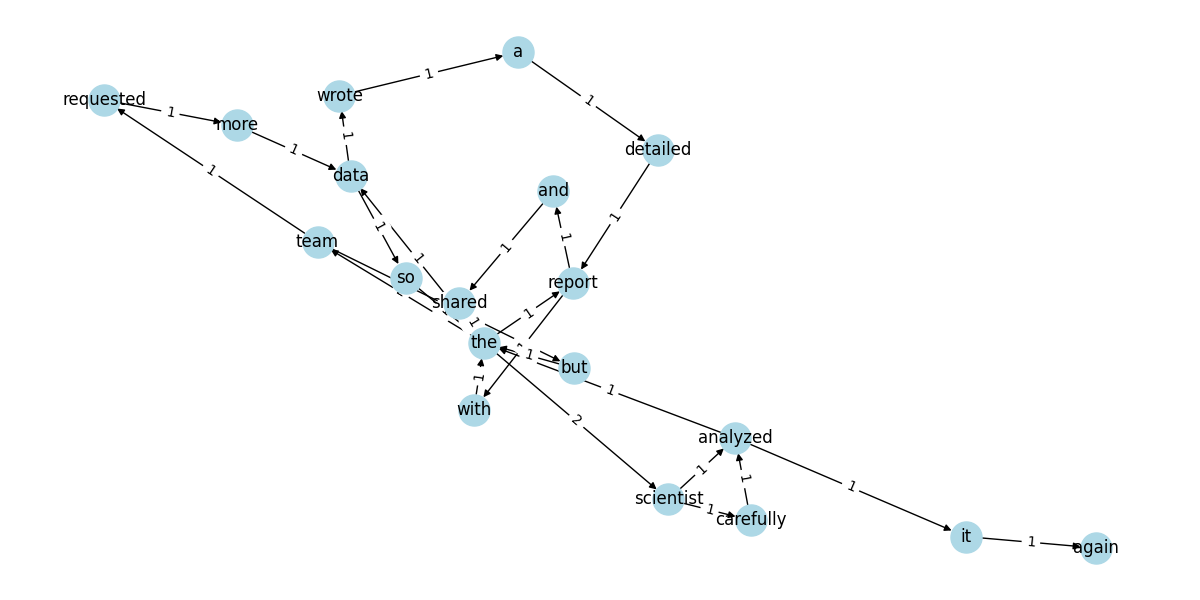 a
1
wrote
requested
1
more
1
1
1
data
detailed
1
and
1
team
1
1
1
1
so
report
shared
1
1
the
1
1
but
1
1
with
2
analyzed
1
1
1
scientist
1
carefully
it
1
again